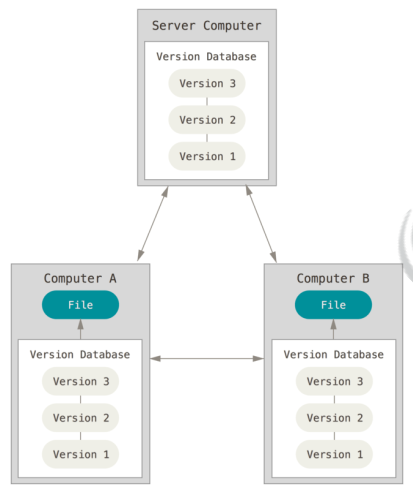 Server Computer
Version Database
Version 3
Version 2
Version 1
Computer A
File
Version Database
Version 3
Version 2
Version 1
Computer B
File
Version Database
Version 3
Version 2
Version 1